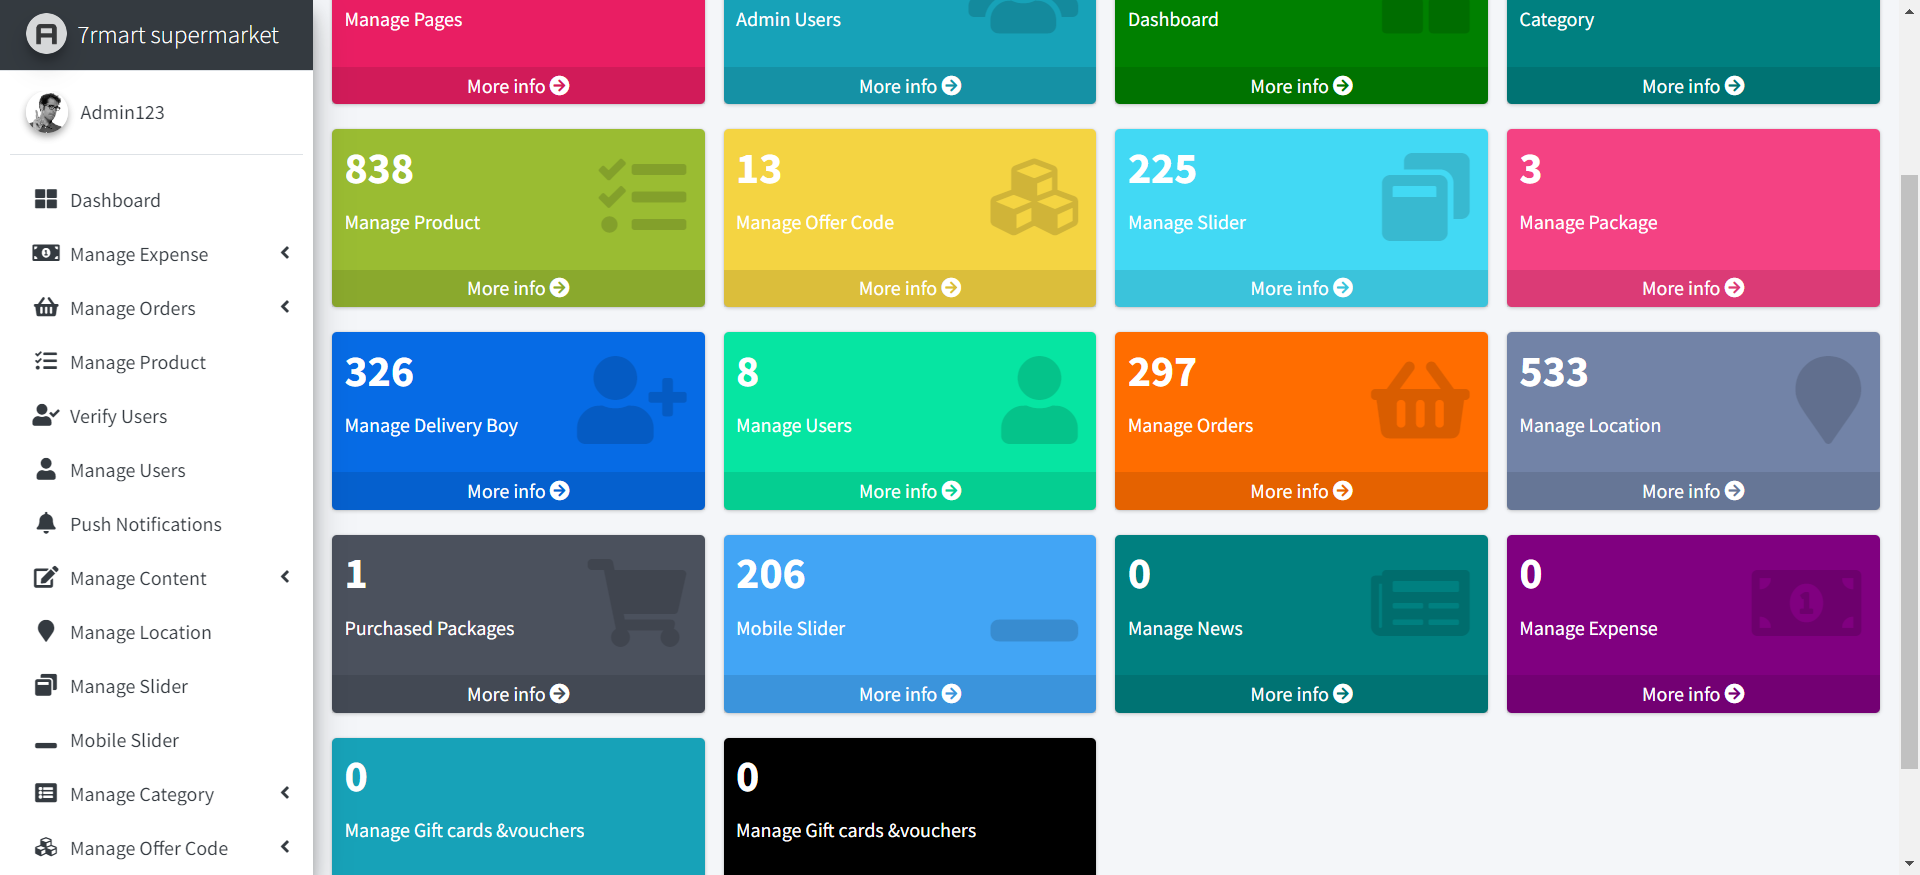 7rmart supermarket
Admin123
Dashboard
Manage Expense
Manage Orders
Manage Product
Verify Users
Manage Users
Push Notifications
Manage Content
Manage Location
Manage Slider
Mobile Slider
Manage Category
Manage Offer Code
Manage Pages
More info
Admin Users
More info
Dashboard
More info
Category
More info
838
Manage Product
More info
13
Manage Offer Code
More info
225
Manage Slider
More info
3
Manage Package
More info
326
Manage Delivery Boy
More info
8
Manage Users
More info
297
Manage Orders
More info
533
Manage Location
More info
1
Purchased Packages
More info
206
Mobile Slider
More info
0
Manage News
More info
0
Manage Expense
More info
0
Manage Gift cards &vouchers
0
Manage Gift cards &vouchers